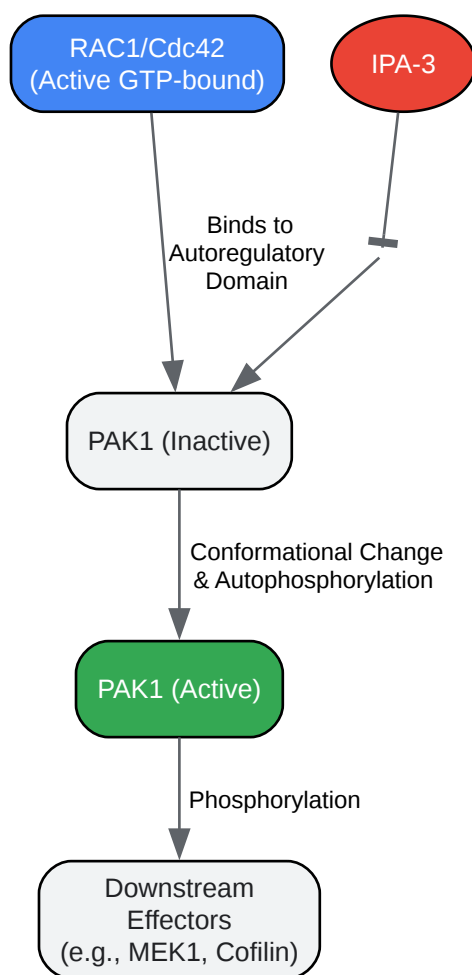 RAC1/Cdc42
(Active GTP-bound)
IPA-3
Binds to
Autoregulatory
Domain
PAK1 (Inactive)
Conformational Change
& Autophosphorylation
PAK1 (Active)
Phosphorylation
Downstream
Effectors
(e.g., MEK1, Cofilin)